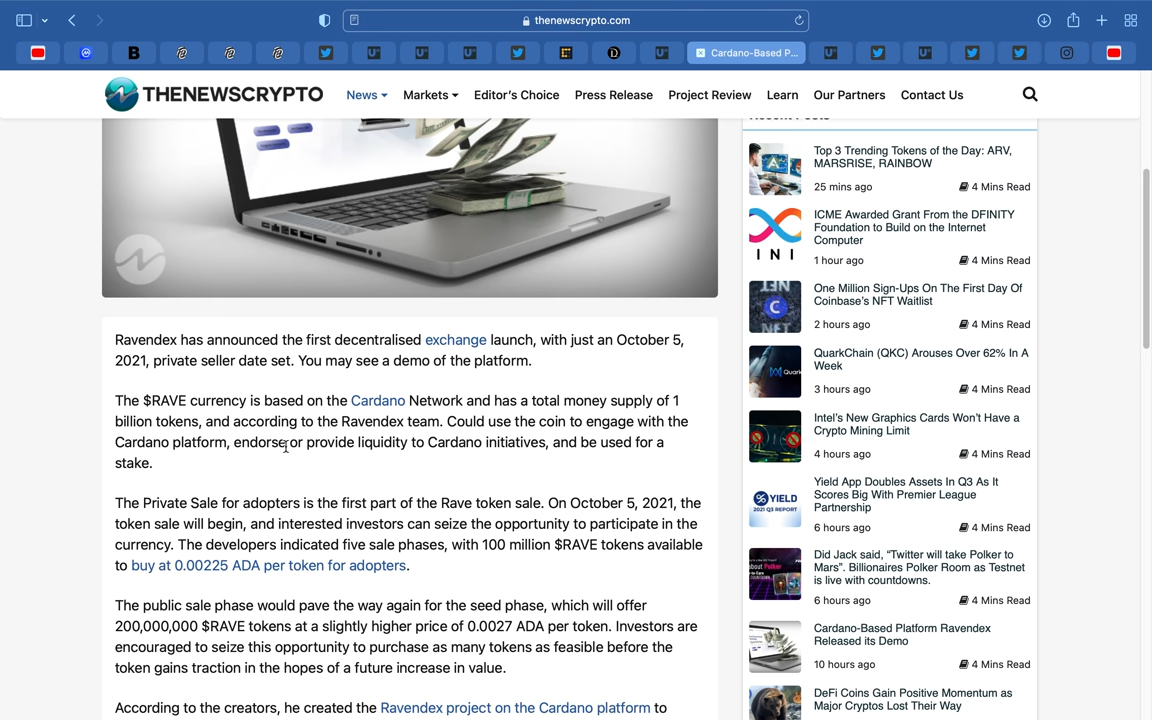 thenewscrypto.com
Cardano-Based P...
THENEWSCRYPTO
News
Markets
Editor's Choice
Press Release
Project Review
Learn
Our Partners
Contact Us
Ravendex has announced the first decentralised exchange launch, with just an October 5,
2021, private seller date set. You may see a demo of the platform.
The $RAVE currency is based on the Cardano Network and has a total money supply of 1
billion tokens, and according to the Ravendex team. Could use the coin to engage with the
Cardano platform, endorse or provide liquidity to Cardano initiatives, and be used for a
stake.
The Private Sale for adopters is the first part of the Rave token sale. On October 5, 2021, the
token sale will begin, and interested investors can seize the opportunity to participate in the
currency. The developers indicated five sale phases, with 100 million $RAVE tokens available
to buy at 0.00225 ADA per token for adopters.
The public sale phase would pave the way again for the seed phase, which will offer
200,000,000 $RAVE tokens at a slightly higher price of 0.0027 ADA per token. Investors are
encouraged to seize this opportunity to purchase as many tokens as feasible before the
token gains traction in the hopes of a future increase in value.
According to the creators, he created the Ravendex project on the Cardano platform to
Recent Posts
Top 3 Trending Tokens of the Day: ARV,
MARSRISE, RAINBOW
25 mins ago
4 Mins Read
ICME Awarded Grant From the DFINITY
Foundation to Build on the Internet
Computer
INI
1 hour ago
4 Mins Read
One Million Sign-Ups On The First Day Of
Coinbase's NFT Waitlist
2 hours ago
4 Mins Read
QuarkChain (QKC) Arouses Over 62% In A
Week
3 hours ago
4 Mins Read
Intel's New Graphics Cards Won't Have a
Crypto Mining Limit
4 hours ago
4 Mins Read
Yield App Doubles Assets In Q3 As It
Scores Big With Premier League
Partnership
YIELD
2021 Q3 REPORT
6 hours ago
4 Mins Read
Did Jack said, “Twitter will take Polker to
Mars”. Billionaires Polker Room as Testnet
is live with countdowns.
6 hours ago
4 Mins Read
Cardano-Based Platform Ravendex
Released its Demo
10 hours ago
4 Mins Read
DeFi Coins Gain Positive Momentum as
Major Cryptos Lost Their Way